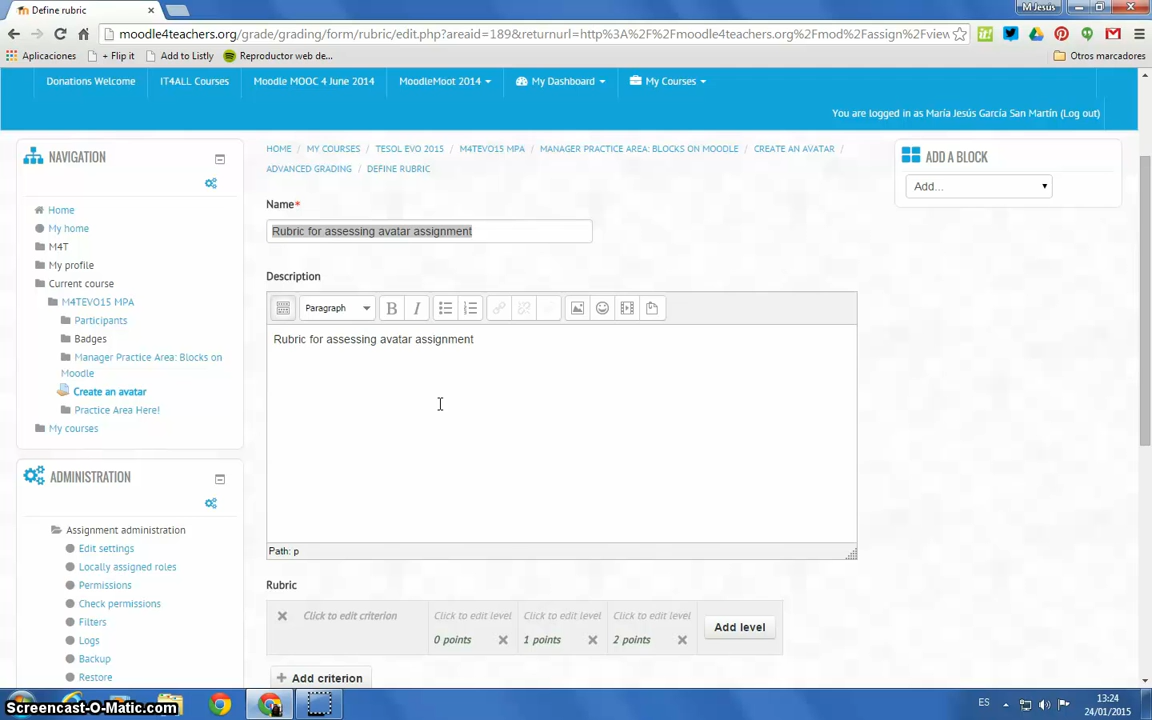 Define rubric
M Jesus
moodle4teachers.org/grade/grading/form/rubric/edit.php?areaid=189&returnurl=http%3A%2F%2Fmoodle4teachers.org%2Fmod%2Fassign%2Fview
Aplicaciones
+ Flip it
Add to Listly
Reproductor web de...
Otros marcadores
Donations Welcome
IT4ALL Courses
Moodle MOOC 4 June 2014
MoodleMoot 2014
My Dashboard
My Courses
You are logged in as María Jesús García San Martín (Log out)
NAVIGATION
Home
My home
M4T
My profile
Current course
M4TEVO15 MPA
Participants
Badges
Manager Practice Area: Blocks on
Moodle
Create an avatar
Practice Area Here!
My courses
ADMINISTRATION
Assignment administration
Edit settings
Locally assigned roles
Permissions
Check permissions
Filters
Logs
Backup
Restore
HOME / MY COURSES / TESOL EVO 2015 / M4TEVO15 MPA / MANAGER PRACTICE AREA: BLOCKS ON MOODLE / CREATE AN AVATAR /
ADVANCED GRADING / DEFINE RUBRIC
Name*
Rubric for assessing avatar assignment
Description
Paragraph
B I
Rubric for assessing avatar assignment
Path: p
Rubric
Click to edit criterion
Click to edit level
0 points
Click to edit level
1 points
Click to edit level
2 points
Add level
+ Add criterion
ADD A BLOCK
Add...
Screencast-O-Matic.com
ES
13:24
24/01/2015